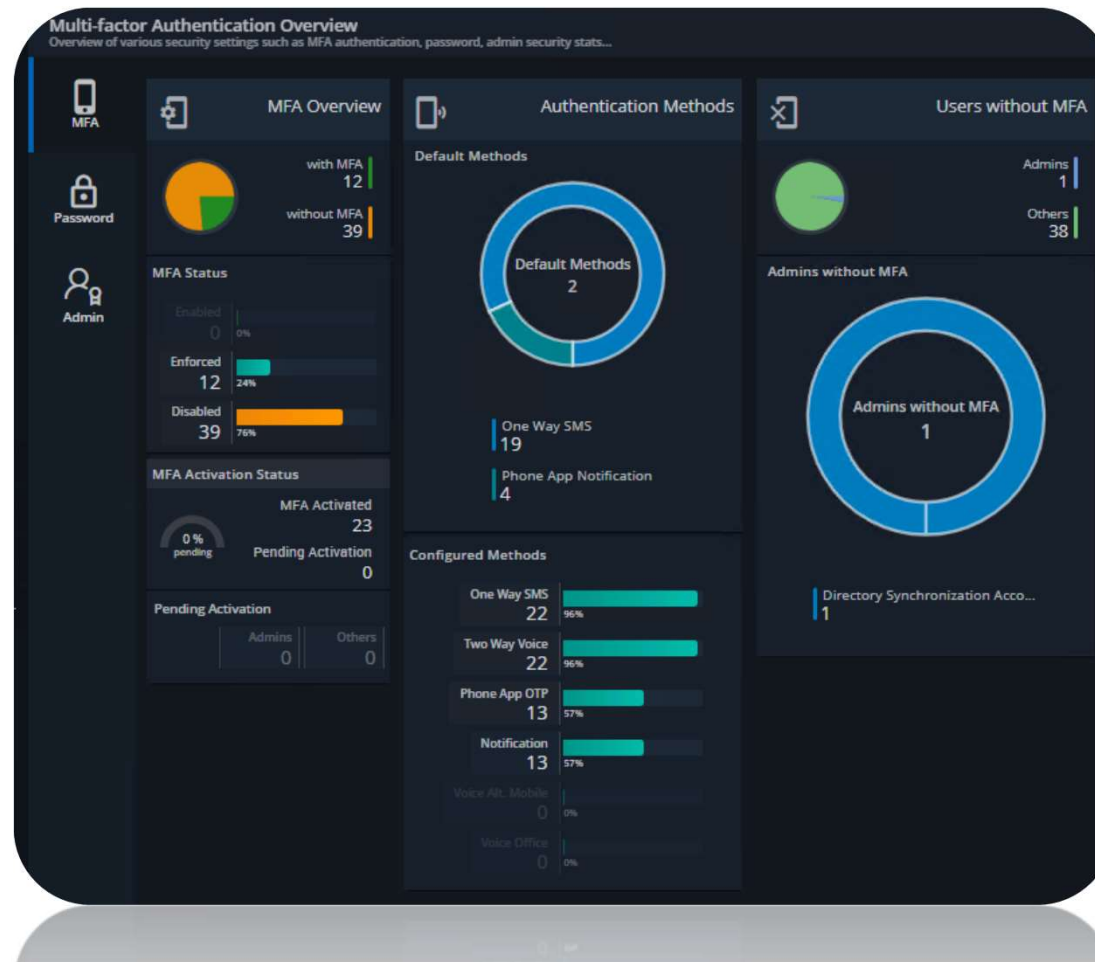 Multi-factor Authentication Overview
Overview of various security settings such as MFA authentication, password, admin security stats...
MFA
Password
Admin
MFA Overview
with MFA
12
without MFA
39
MFA Status
Enabled
0
0%
Enforced
12
24%
Disabled
39
76%
MFA Activation Status
0 %
pending
MFA Activated
23
Pending Activation
0
Pending Activation
Admins
0
Others
0
Authentication Methods
Default Methods
Default Methods
2
One Way SMS
19
Phone App Notification
4
Configured Methods
One Way SMS
22
96%
Two Way Voice
22
96%
Phone App OTP
13
57%
Notification
13
57%
Voice Alt. Mobile
0
0%
Voice Office
0
0%
Users without MFA
Admins
1
Others
38
Admins without MFA
Admins without MFA
1
Directory Synchronization Acco...
1